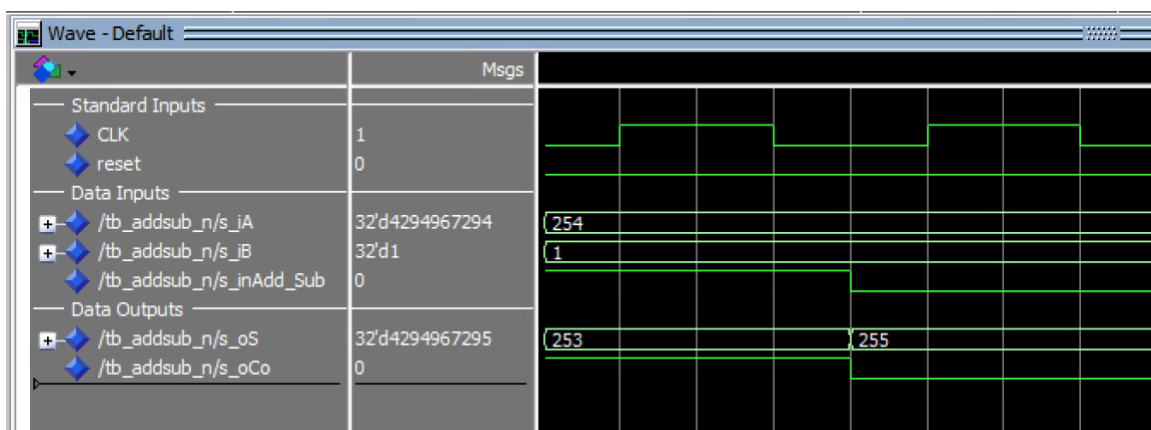 Wave - Default
Msgs
Standard Inputs
CLK 1
reset 0
Data Inputs
/tb_addsub_n/s_iA 32'd4294967294 254
/tb_addsub_n/s_iB 32'd1 1
/tb_addsub_n/s_inAdd_Sub 0
Data Outputs
/tb_addsub_n/s_oS 32'd4294967295 253 255
/tb_addsub_n/s_oCo 0